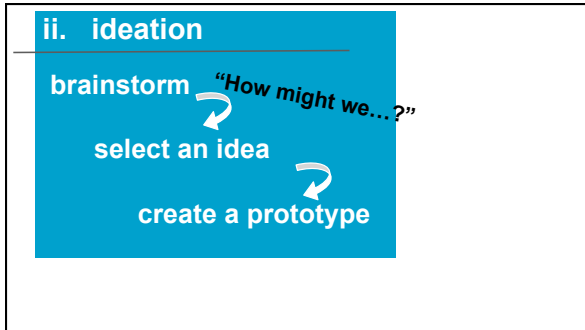 ii. ideation
brainstorm
“How might we…?”
select an idea
create a prototype